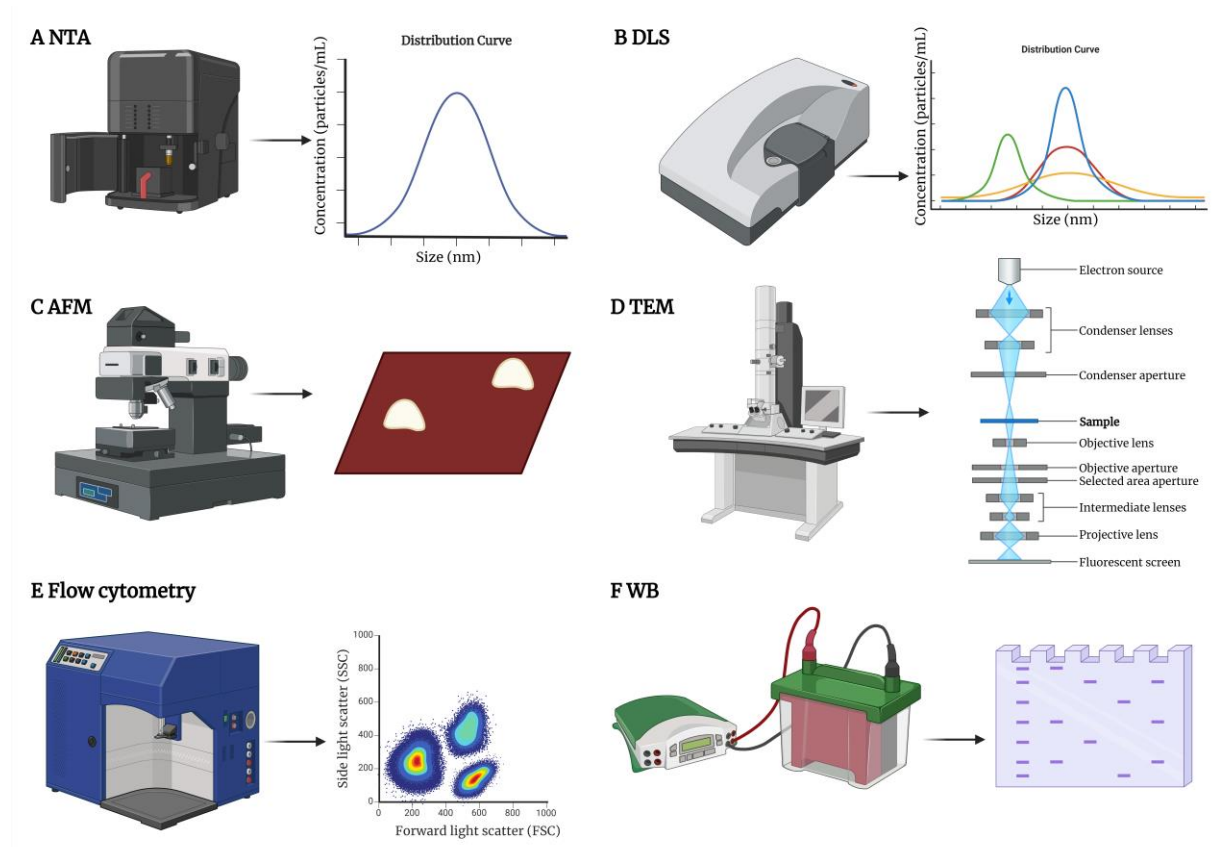 A NTA
Distribution Curve
Concentration (particles/mL)
Size (nm)
B DLS
Distribution Curve
Concentration (particles/mL)
Size (nm)
C AFM
D TEM
Electron source
Condenser lenses
Condenser aperture
Sample
Objective lens
Objective aperture
Selected area aperture
Intermediate lenses
Projective lens
Fluorescent screen
E Flow cytometry
Side light scatter (SSC)
1000
800
600
400
200
0
0 200 400 600 800 1000
Forward light scatter (FSC)
F WB